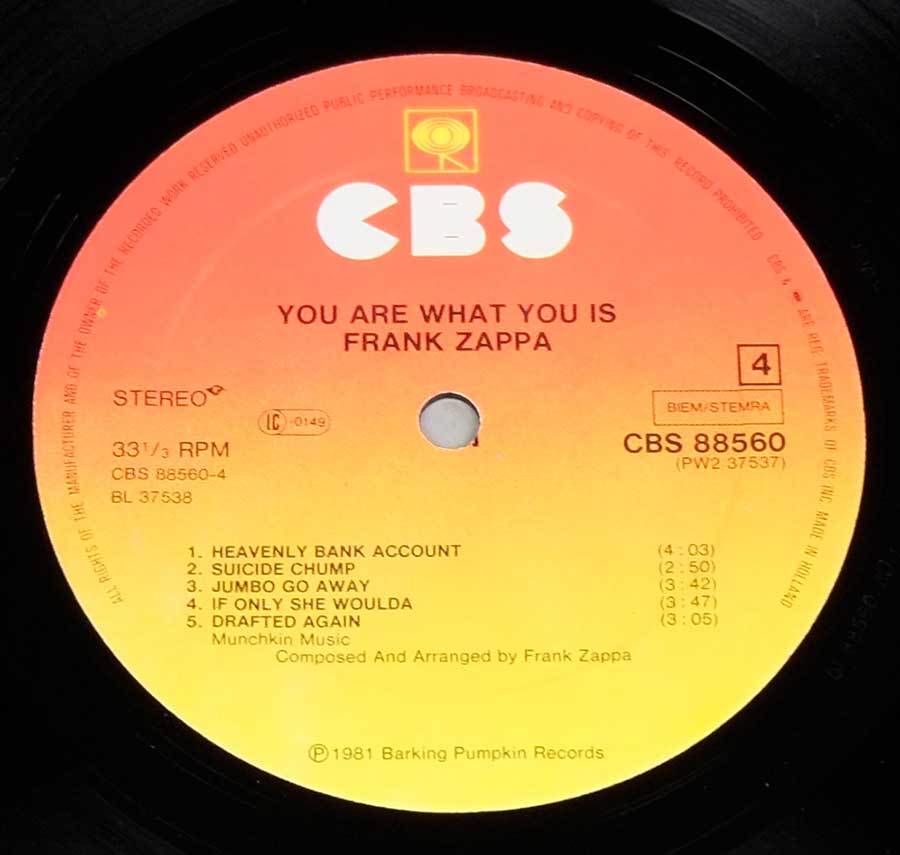 ALL RIGHTS OF THE MANUFACTURER AND OF THE OWNER OF THE RECORDED WORK RESERVED UNAUTHORIZED PUBLIC PERFORMANCE BROADCASTING AND COPYING OF THIS RECORD PROHIBITED CBS & ARE REG. TRADEMARKS OF CBS INC. MADE IN HOLLAND
CBS
YOU ARE WHAT YOU IS
FRANK ZAPPA
4
STEREO
BIEM/STEMRA
LC -0149
CBS 88560
33 1/3 RPM
(PW2 37537)
CBS 88560-4
BL 37538
1. HEAVENLY BANK ACCOUNT (4:03)
2. SUICIDE CHUMP (2:50)
3. JUMBO GO AWAY (3:42)
4. IF ONLY SHE WOULDA (3:47)
5. DRAFTED AGAIN (3:05)
Munchkin Music
Composed And Arranged by Frank Zappa
Ⓟ 1981 Barking Pumpkin Records